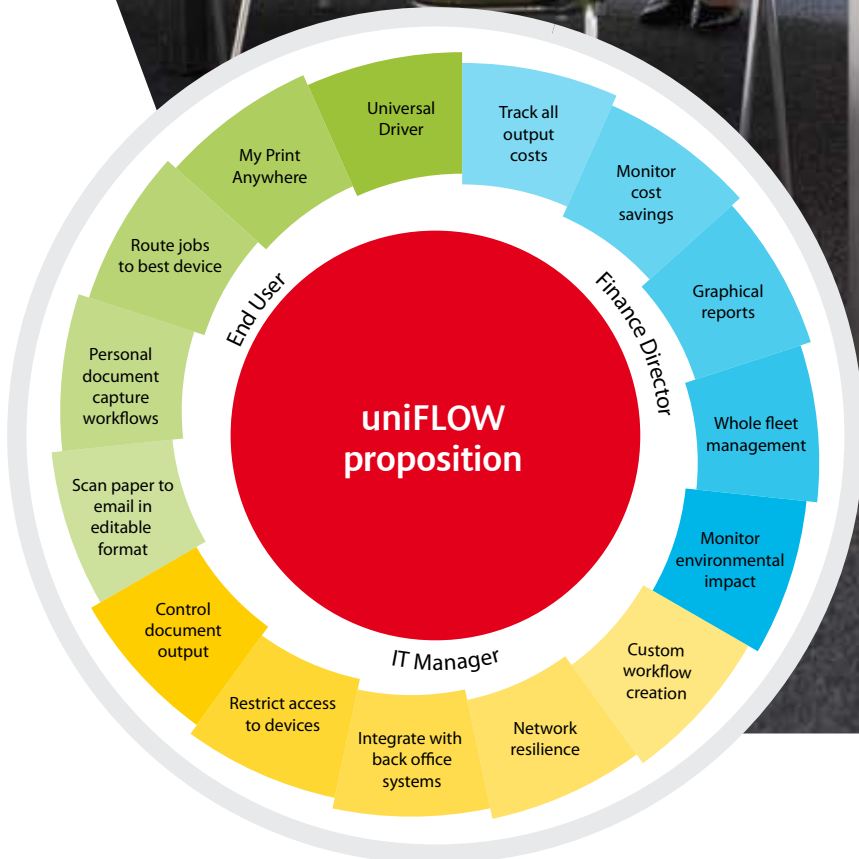 Universal
Driver
Track all
output
costs
Monitor
cost
savings
Graphical
reports
Whole fleet
management
Monitor
environmental
impact
Custom
workflow
creation
Network
resilience
Integrate with
back office
systems
Restrict access
to devices
Control
document
output
Scan paper to
email in
editable
format
Personal
document
capture
workflows
Route jobs
to best device
My Print
Anywhere
End User
Finance Director
IT Manager
uniFLOW
proposition